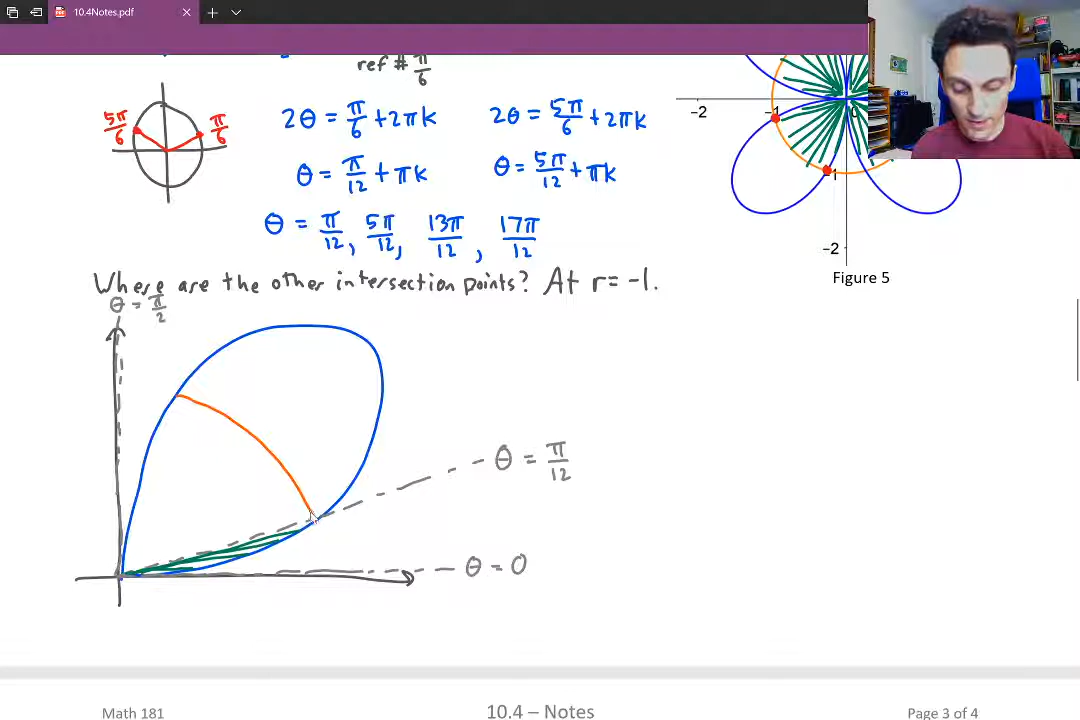 10.4Notes.pdf
ref # π/6
5π/6 π/6
2θ = π/6 + 2πk 2θ = 5π/6 + 2πk
θ = π/12 + πk θ = 5π/12 + πk
θ = π/12, 5π/12, 13π/12, 17π/12
-2 -1 0
-1
-2
Figure 5
Where are the other intersection points? At r = -1.
θ = π/2
θ = π/12
θ = 0
Math 181 10.4 – Notes Page 3 of 4